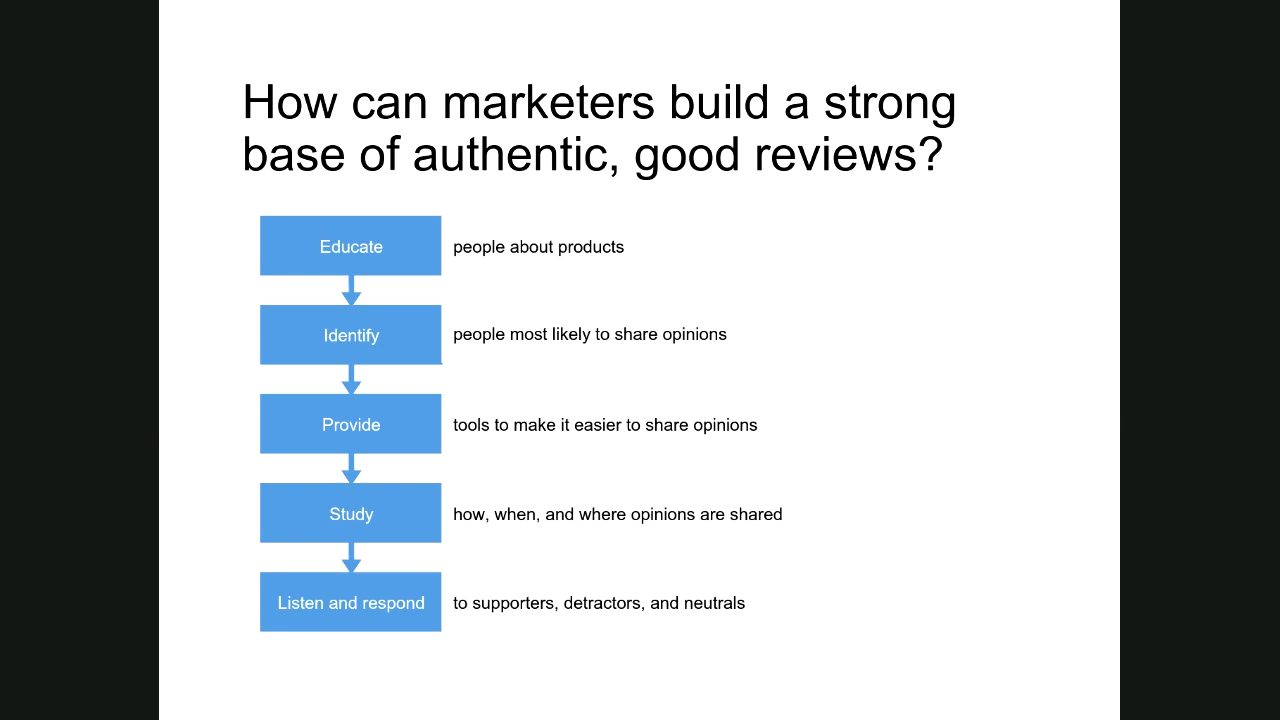 How can marketers build a strong
base of authentic, good reviews?
Educate people about products
Identify people most likely to share opinions
Provide tools to make it easier to share opinions
Study how, when, and where opinions are shared
Listen and respond to supporters, detractors, and neutrals